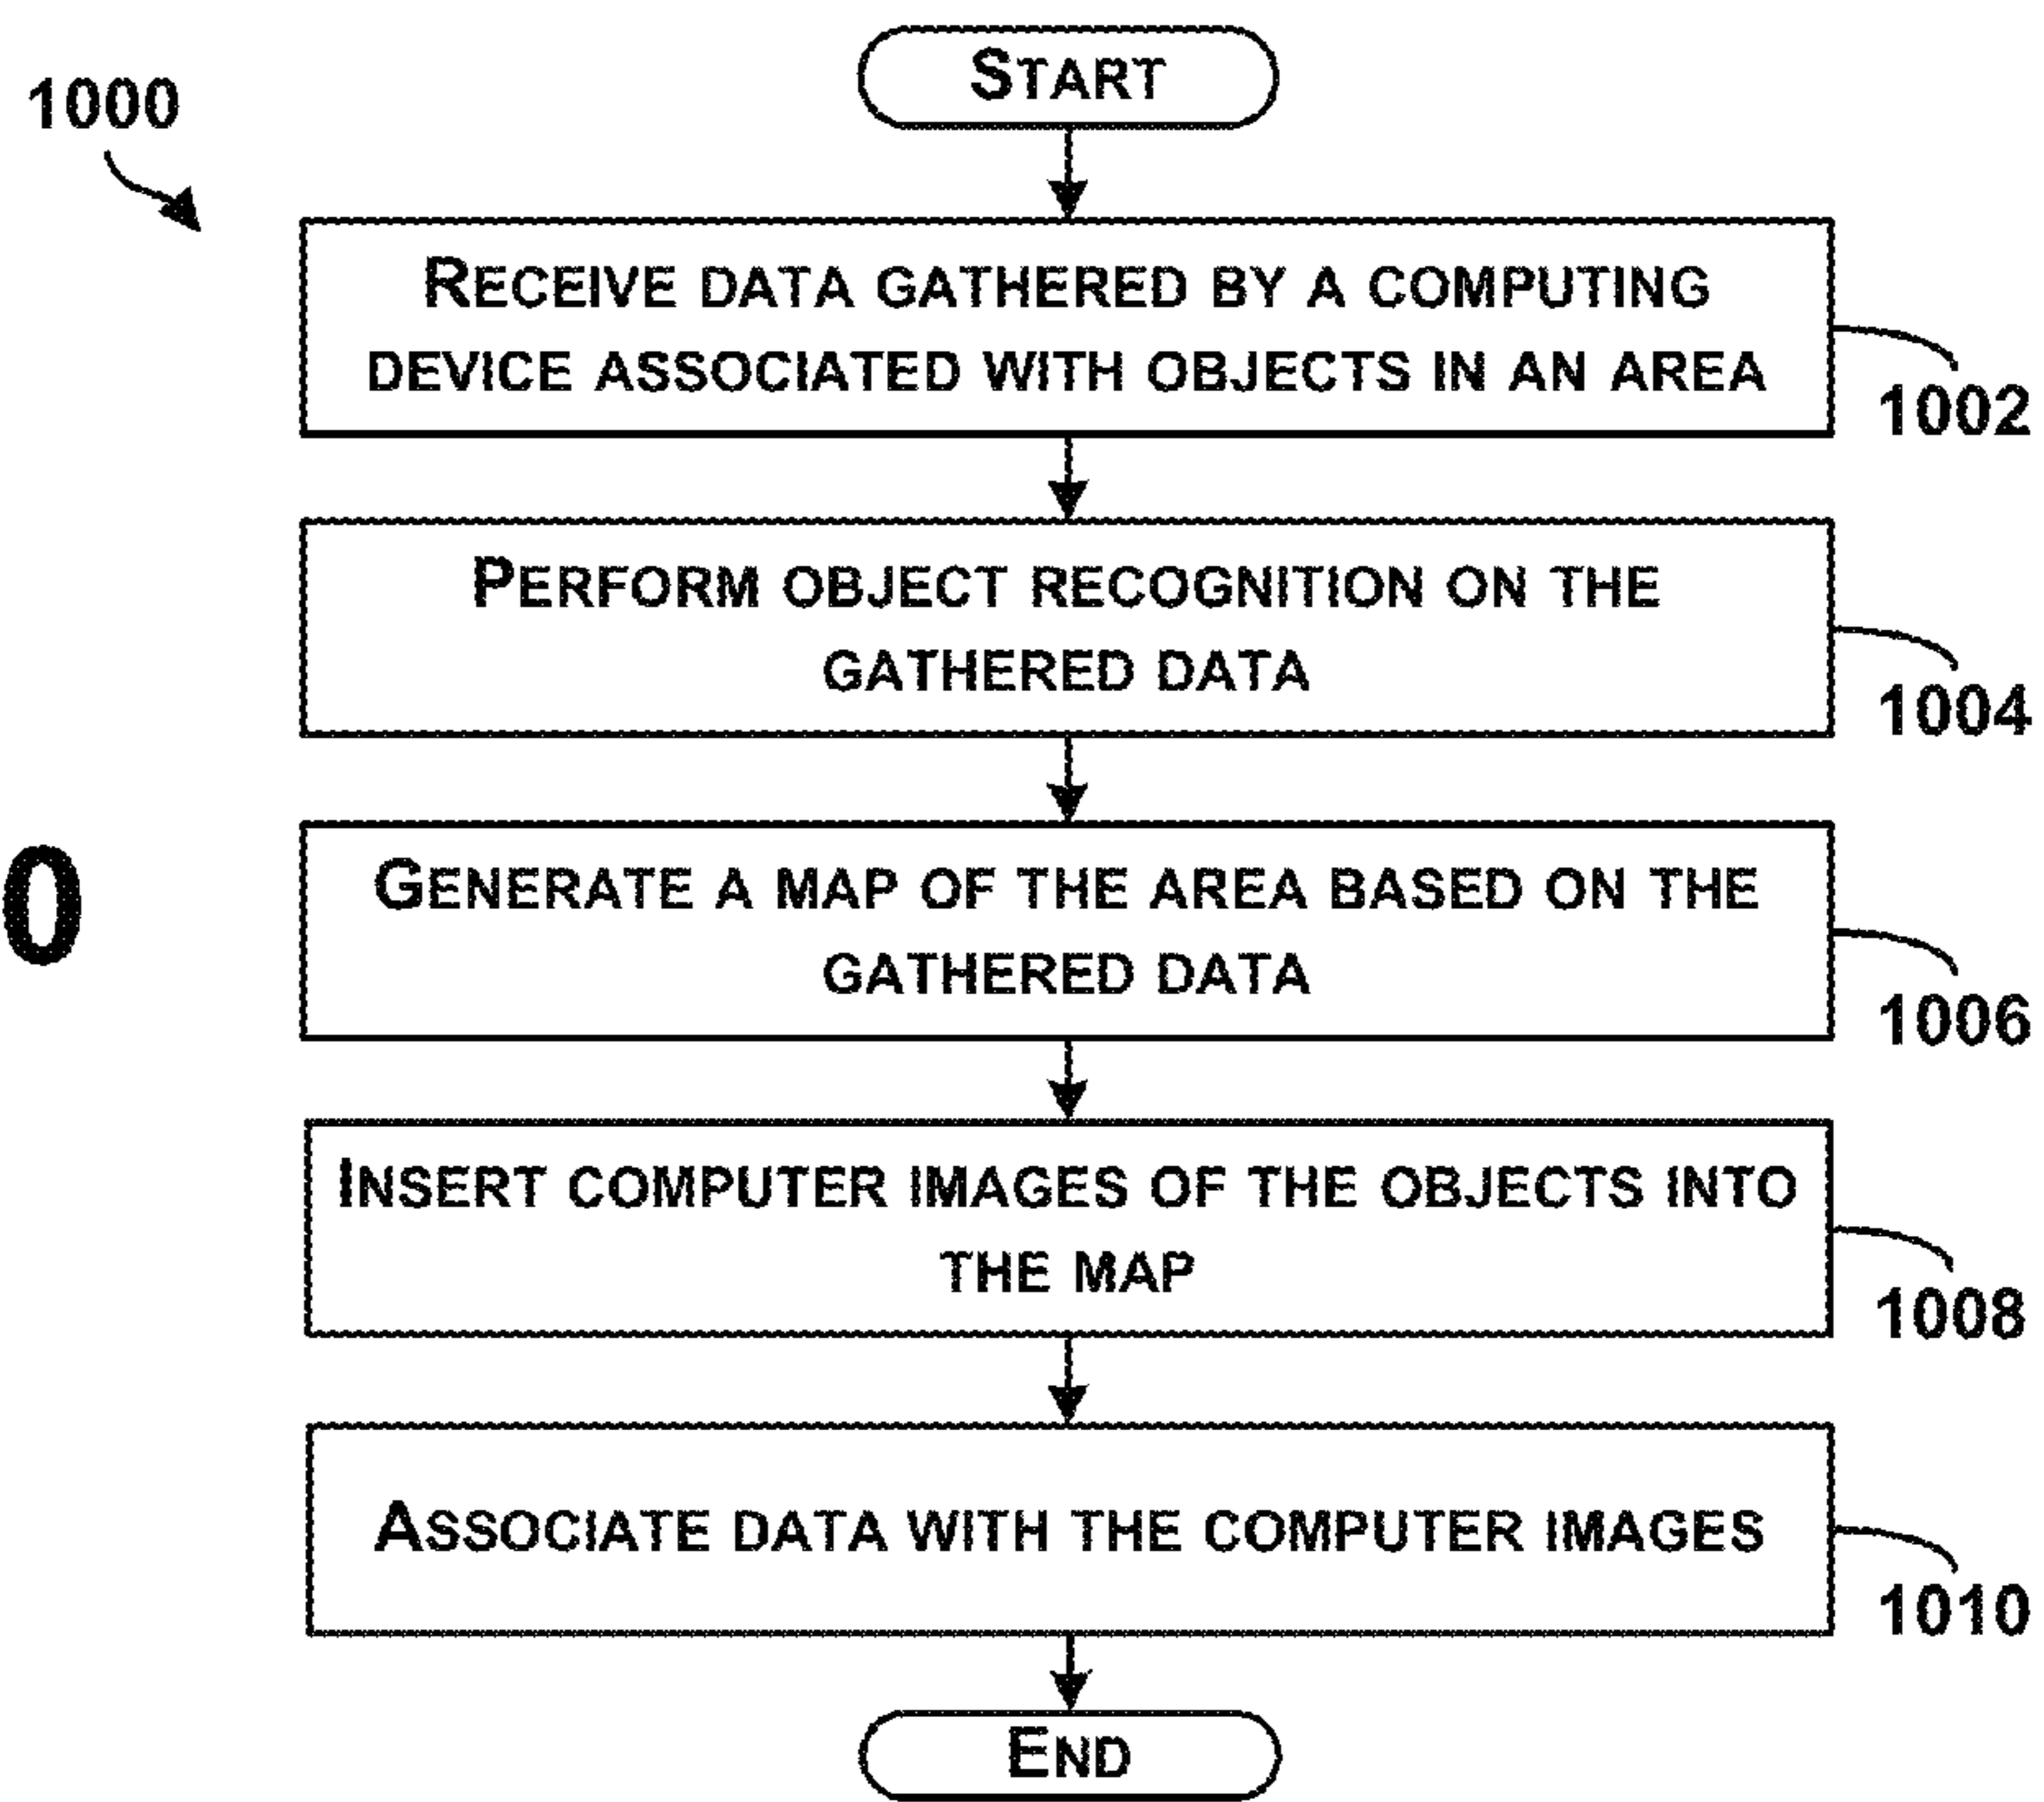 START
1000
RECEIVE DATA GATHERED BY A COMPUTING
DEVICE ASSOCIATED WITH OBJECTS IN AN AREA
1002
PERFORM OBJECT RECOGNITION ON THE
GATHERED DATA
1004
0
GENERATE A MAP OF THE AREA BASED ON THE
GATHERED DATA
1006
INSERT COMPUTER IMAGES OF THE OBJECTS INTO
THE MAP
1008
ASSOCIATE DATA WITH THE COMPUTER IMAGES
1010
END